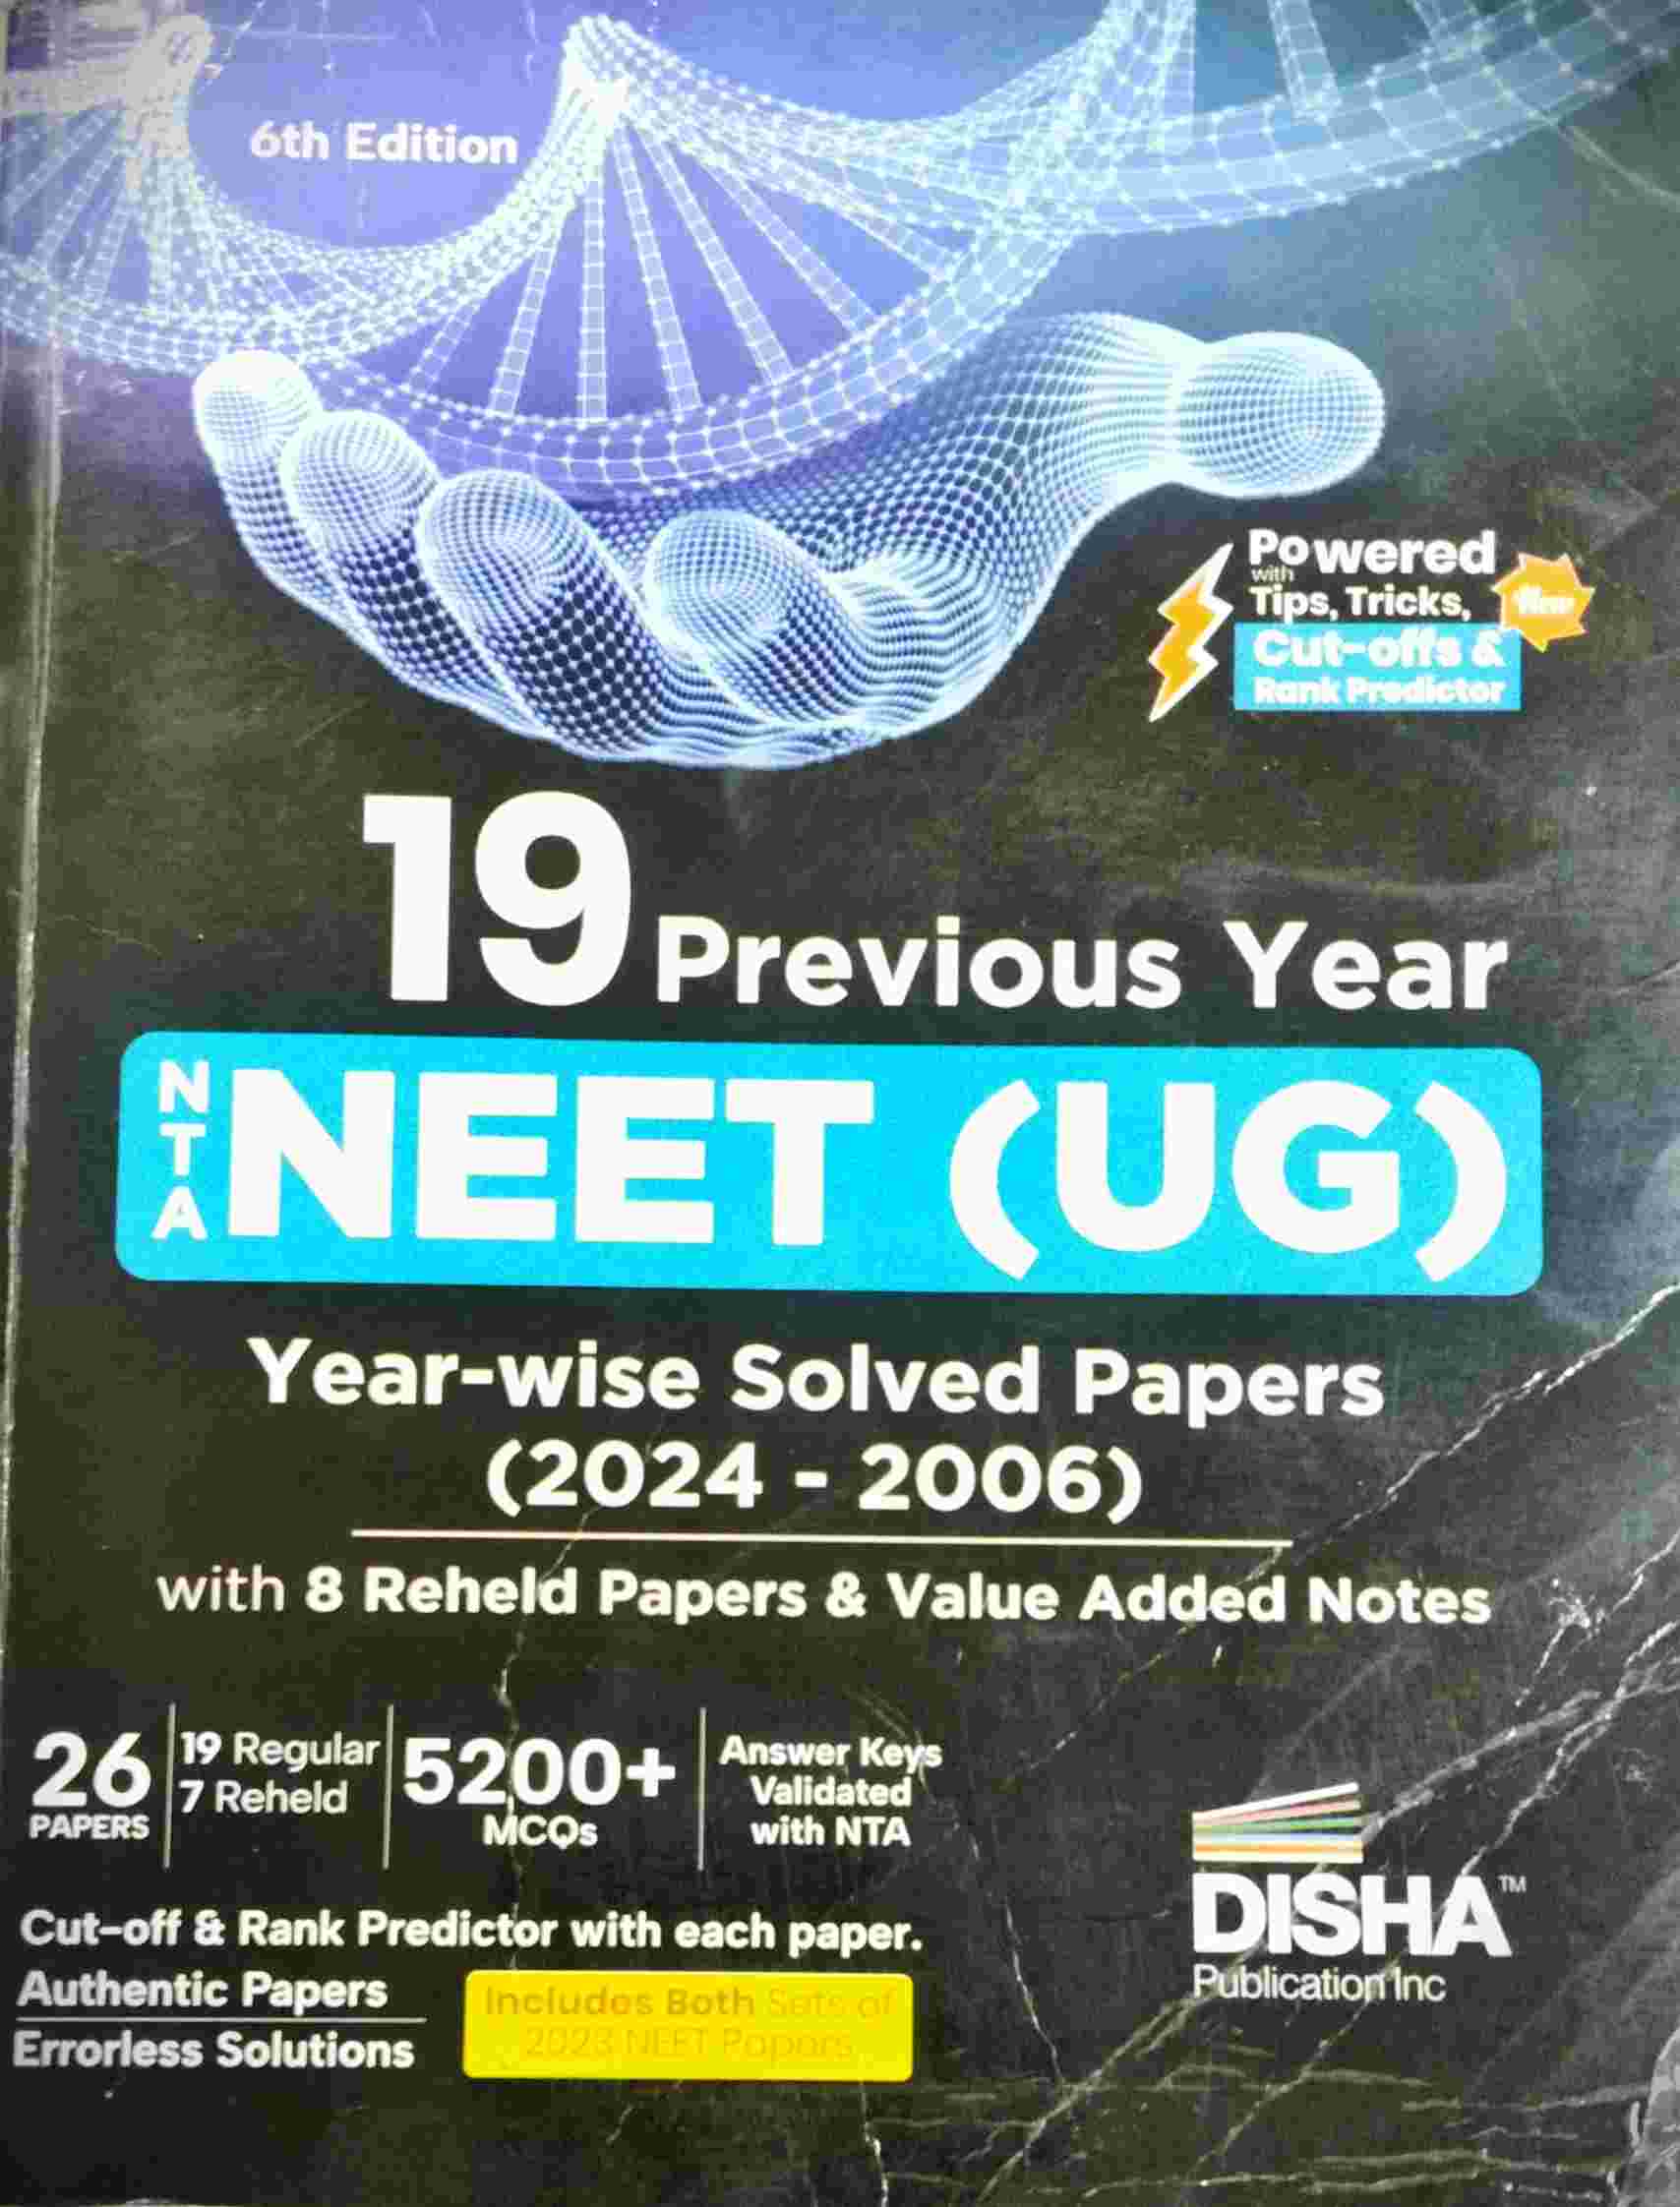 6th Edition
Powered
with
Tips, Tricks,
New
Cut-offs &
Rank Predictor
19 Previous Year
NTA NEET (UG)
Year-wise Solved Papers
(2024 - 2006)
with 8 Reheld Papers & Value Added Notes
26
PAPERS
19 Regular
7 Reheld
5200+
MCQs
Answer Keys
Validated
with NTA
Cut-off & Rank Predictor with each paper.
Authentic Papers
Errorless Solutions
Includes Both Sets of
2023 NEET Papers
DISHA™
Publication Inc